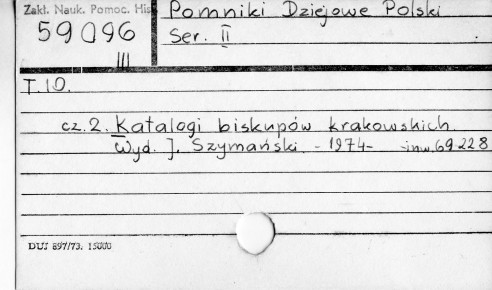 Zakł. Nauk. Pomoc. His
Pomniki Dziejowe Polski
59096
Ser. II
III
T. 10.
cz. 2. Katalogi biskupów krakowskich.
Wyd. J. Szymański - 1974 - inw. 69228
DUJ 897/73. 15000